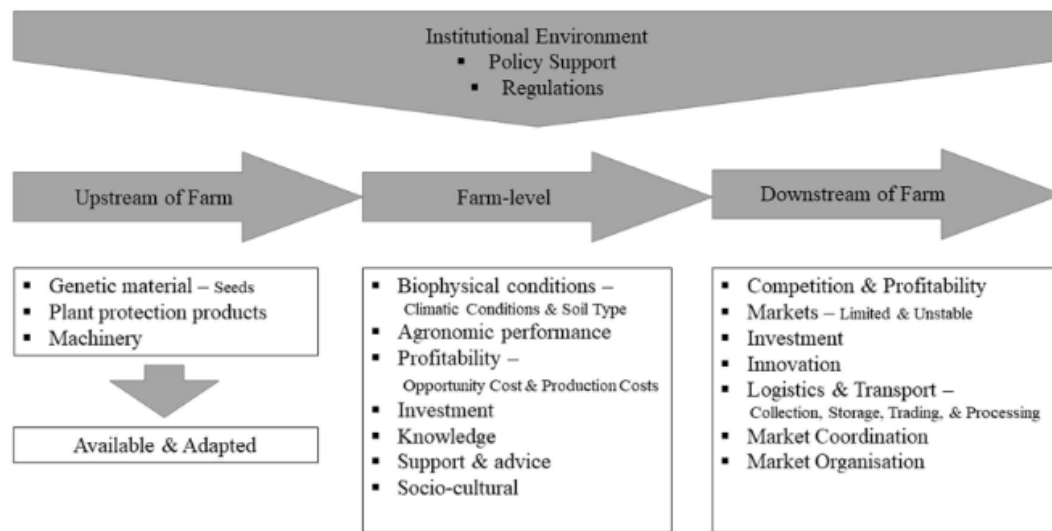 Institutional Environment
▪ Policy Support
▪ Regulations
Upstream of Farm
Farm-level
Downstream of Farm
▪ Genetic material – Seeds
▪ Plant protection products
▪ Machinery
Available & Adapted
▪ Biophysical conditions –
Climatic Conditions & Soil Type
▪ Agronomic performance
▪ Profitability –
Opportunity Cost & Production Costs
▪ Investment
▪ Knowledge
▪ Support & advice
▪ Socio-cultural
▪ Competition & Profitability
▪ Markets – Limited & Unstable
▪ Investment
▪ Innovation
▪ Logistics & Transport –
Collection, Storage, Trading, & Processing
▪ Market Coordination
▪ Market Organisation